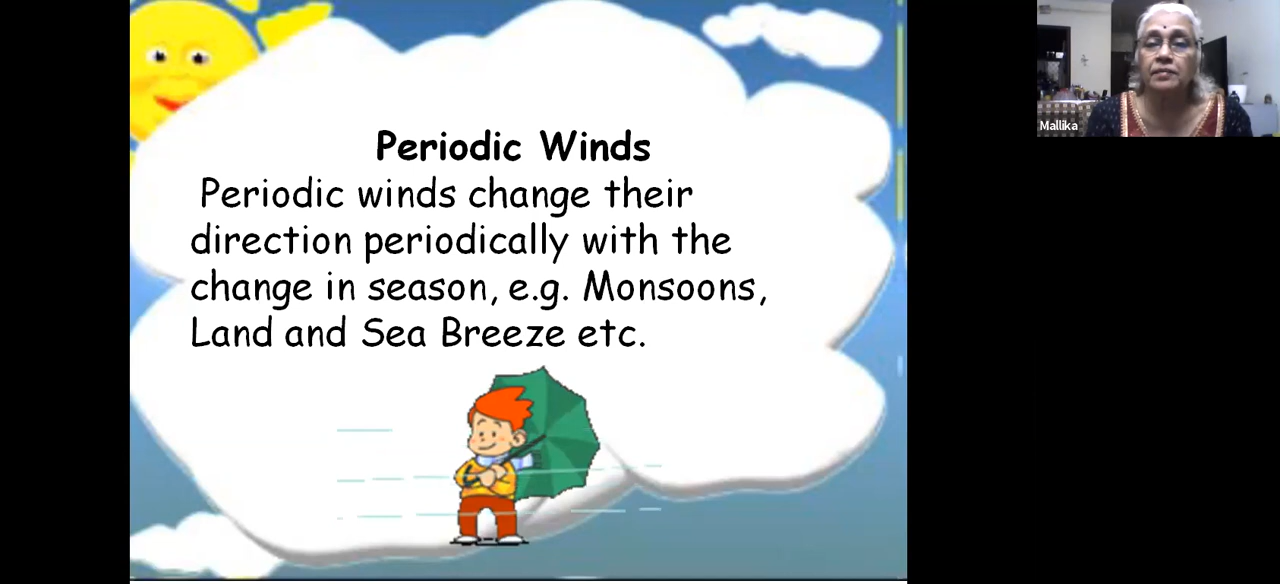 Periodic Winds
Periodic winds change their
direction periodically with the
change in season, e.g. Monsoons,
Land and Sea Breeze etc.
Mallika